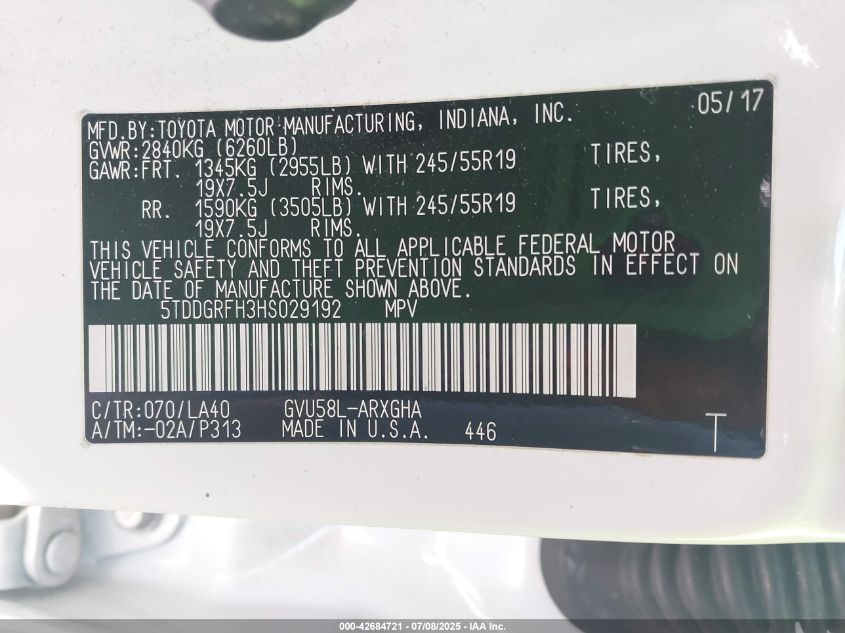 MFD.BY:TOYOTA MOTOR MANUFACTURING, INDIANA, INC. 05/17
GVWR:2840KG (6260LB)
GAWR:FRT. 1345KG (2955LB) WITH 245/55R19 TIRES,
19X7.5J RIMS.
RR. 1590KG (3505LB) WITH 245/55R19 TIRES,
19X7.5J RIMS.
THIS VEHICLE CONFORMS TO ALL APPLICABLE FEDERAL MOTOR
VEHICLE SAFETY AND THEFT PREVENTION STANDARDS IN EFFECT ON
THE DATE OF MANUFACTURE SHOWN ABOVE.
5TDDGRFH3HS029192 MPV
C/TR:070/LA40 GVU58L-ARXGHA
A/TM:-02A/P313 MADE IN U.S.A. 446 T
000-42684721 - 07/08/2025 - IAA Inc.